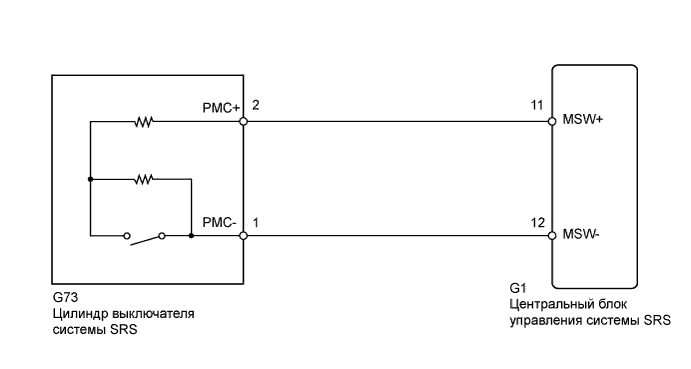 PMC+ 2 11 MSW+
PMC- 1 12 MSW-
G73
Цилиндр выключателя
системы SRS
G1
Центральный блок
управления системы SRS